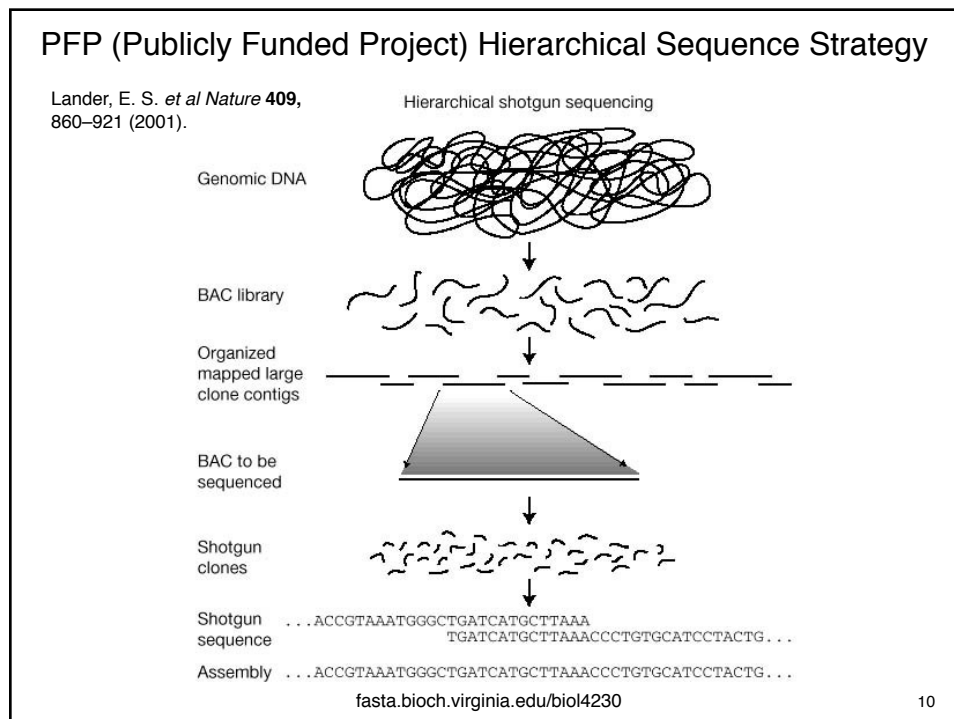 PFP (Publicly Funded Project) Hierarchical Sequence Strategy
Lander, E. S. et al Nature 409,
860–921 (2001).
Hierarchical shotgun sequencing
Genomic DNA
BAC library
Organized
mapped large
clone contigs
BAC to be
sequenced
Shotgun
clones
Shotgun
sequence
...ACCGTAAATGGGCTGATCATGCTTAAA
TGATCATGCTTAAACCCTGTGCATCCTACTG...
Assembly ...ACCGTAAATGGGCTGATCATGCTTAAACCCTGTGCATCCTACTG...
fasta.bioch.virginia.edu/biol4230
10